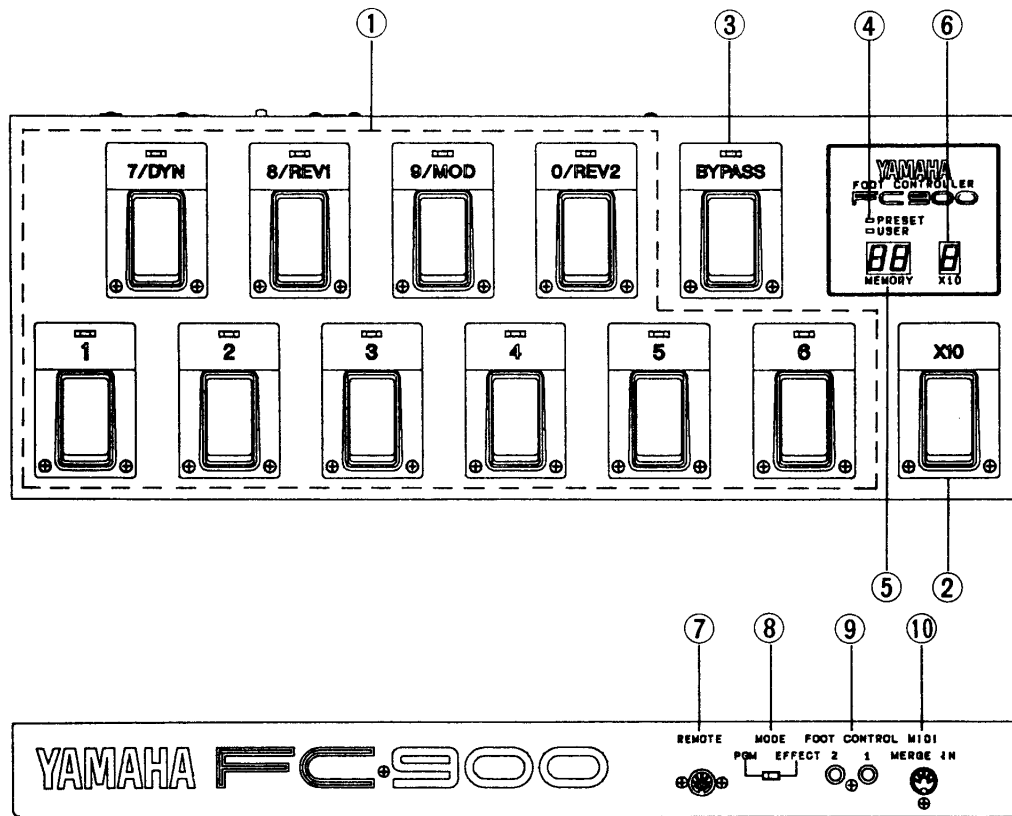 ① ③ ④ ⑥
7/DYN 8/REV1 9/MOD 0/REV2 BYPASS
YAMAHA
FOOT CONTROLLER
FC900
PRESET
USER
88 8
MEMORY X10
1 2 3 4 5 6 X10
⑤ ②
⑦ ⑧ ⑨ ⑩
REMOTE MODE FOOT CONTROL MIDI
PGM EFFECT 2 1 MERGE IN
YAMAHA FC900